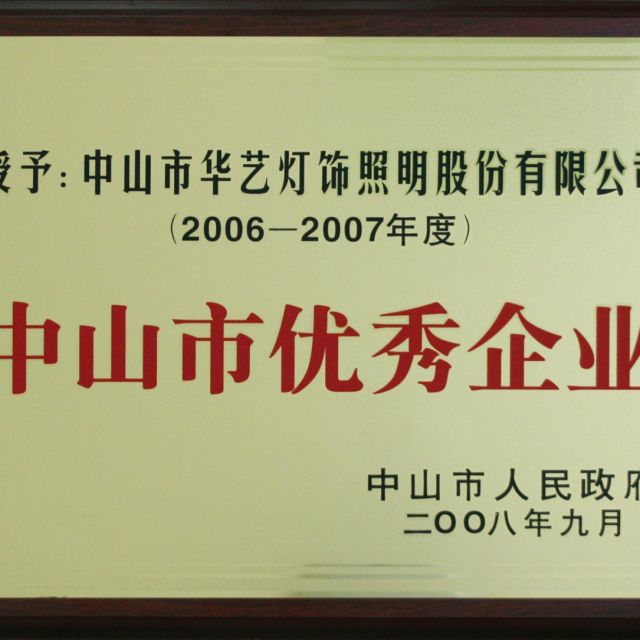 授予:中山市华艺灯饰照明股份有限公司
(2006—2007年度)
中山市优秀企业
中山市人民政府
二〇〇八年九月